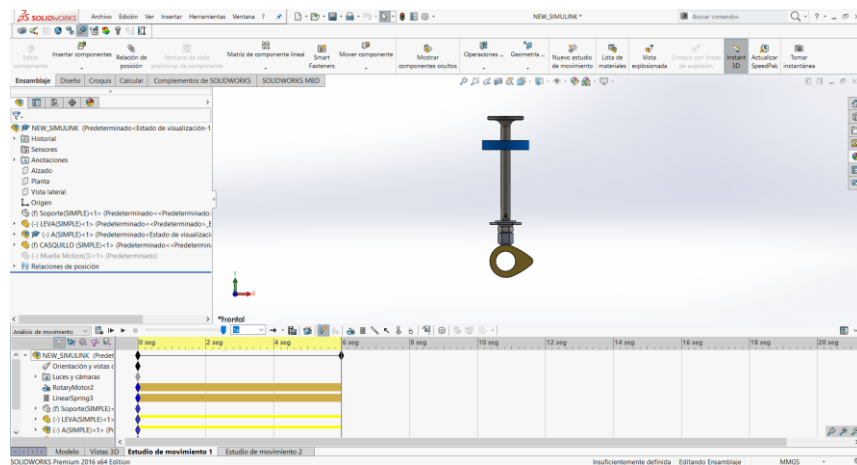 SOLIDWORKS Archivo Edición Ver Insertar Herramientas Ventana ? NEW_SIMULINK * Buscar comandos
Editar componente
Insertar componentes
Relación de posición
Ventana de vista preliminar de componente
Matriz de componente lineal
Smart Fasteners
Mover componente
Mostrar componentes ocultos
Operaciones ...
Geometría ...
Nuevo estudio de movimiento
Lista de materiales
Vista explosionada
Croquis con líneas de explosión
Instant 3D
Actualizar SpeedPak
Tomar instantánea
Ensamblaje Diseño Croquis Calcular Complementos de SOLIDWORKS SOLIDWORKS MBD
NEW_SIMULINK (Predeterminado<Estado de visualización-1
Historial
Sensores
Anotaciones
Alzado
Planta
Vista lateral
Origen
(f) Soporte(SIMPLE)<1> (Predeterminado<<Predeterminado
(-) LEVA(SIMPLE)<1> (Predeterminado<<Predeterminado>_E
(-) A(SIMPLE)<1> (Predeterminado<Estado de visualizaci
(f) CASQUILLO (SIMPLE)<1> (Predeterminado<<Predetermin
(-) Muelle Motion(3)<1> (Predeterminado)
Relaciones de posición
Y
X
*Frontal
Análisis de movimiento 1x
0 seg 2 seg 4 seg 6 seg 8 seg 10 seg 12 seg 14 seg 16 seg 18 seg 20 seg
NEW_SIMULINK (Predet
Orientación y vistas c
Luces y cámaras
RotaryMotor2
LinearSpring3
(f) Soporte(SIMPLE)<
(-) LEVA(SIMPLE)<1>
(-) A(SIMPLE)<1> (Pr
Modelo Vistas 3D Estudio de movimiento 1 Estudio de movimiento 2
SOLIDWORKS Premium 2016 x64 Edition Insuficientemente definida Editando Ensamblaje MMGS